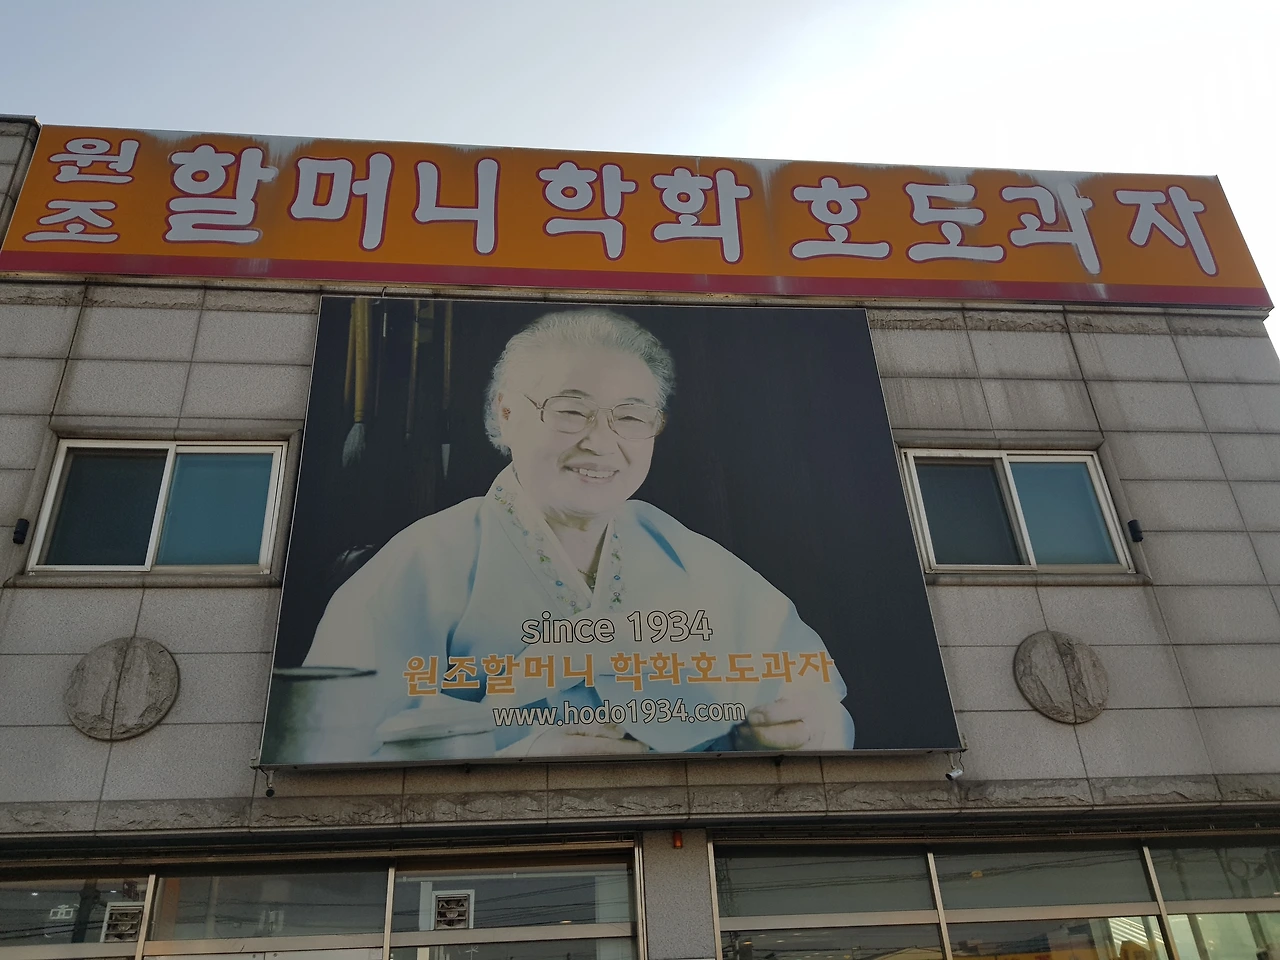 원조 할머니 학화 호도과자
since 1934
원조할머니 학화호도과자
www.hodo1934.com